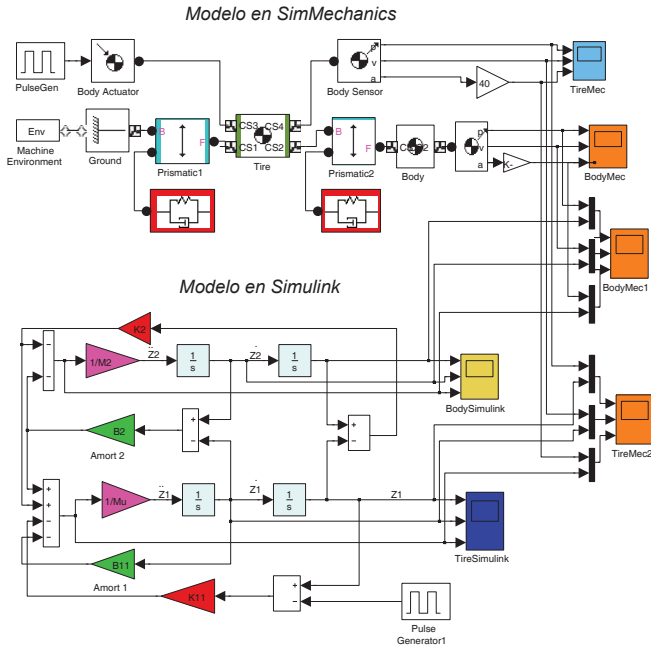 Modelo en SimMechanics
PulseGen
Body Actuator
CS3 CS4
CS1 CS2
Tire
Body Sensor
p
v
a
40
TireMec
Env
Machine
Environment
Ground
B
F
Prismatic1
B
F
Prismatic2
Body
p
v
a
K-
BodyMec
BodyMec1
Modelo en Simulink
K2
1/M2
Z2
1
s
Z2
1
s
BodySimulink
B2
Amort 2
+
−
+
−
TireMec2
1/Mu
Z1
1
s
Z1
1
s
Z1
TireSimulink
−
−
+
+
−
−
B11
Amort 1
K11
+
−
Pulse
Generator1